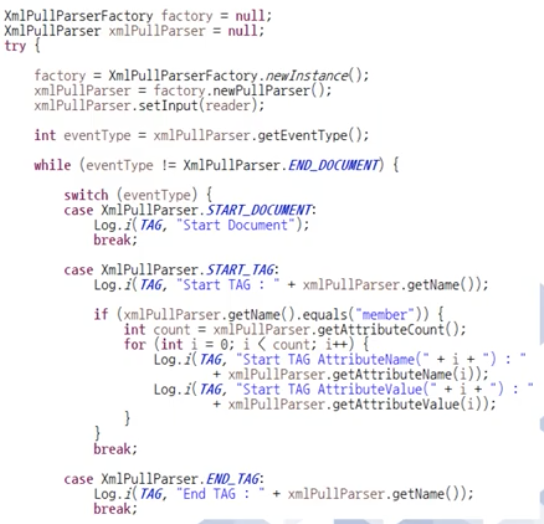 XmlPullParserFactory factory = null;
XmlPullParser xmlPullParser = null;
try {
factory = XmlPullParserFactory.newInstance();
xmlPullParser = factory.newPullParser();
xmlPullParser.setInput(reader);
int eventType = xmlPullParser.getEventType();
while (eventType != XmlPullParser.END_DOCUMENT) {
switch (eventType) {
case XmlPullParser.START_DOCUMENT:
Log.i(TAG, "Start Document");
break;
case XmlPullParser.START_TAG:
Log.i(TAG, "Start TAG : " + xmlPullParser.getName());
if (xmlPullParser.getName().equals("member")) {
int count = xmlPullParser.getAttributeCount();
for (int i = 0; i < count; i++) {
Log.i(TAG, "Start TAG AttributeName(" + i + ") : "
+ xmlPullParser.getAttributeName(i));
Log.i(TAG, "Start TAG AttributeValue(" + i + ") : "
+ xmlPullParser.getAttributeValue(i));
}
}
break;
case XmlPullParser.END_TAG:
Log.i(TAG, "End TAG : " + xmlPullParser.getName());
break;